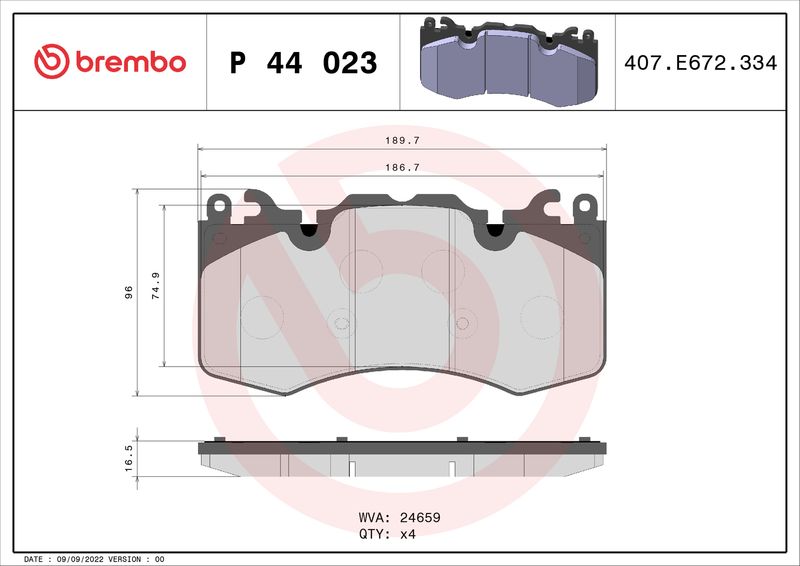 brembo
P 44 023
407.E672.334
189.7
186.7
96
74.9
16.5
WVA: 24659
QTY: x4
DATE : 09/09/2022 VERSION : 00